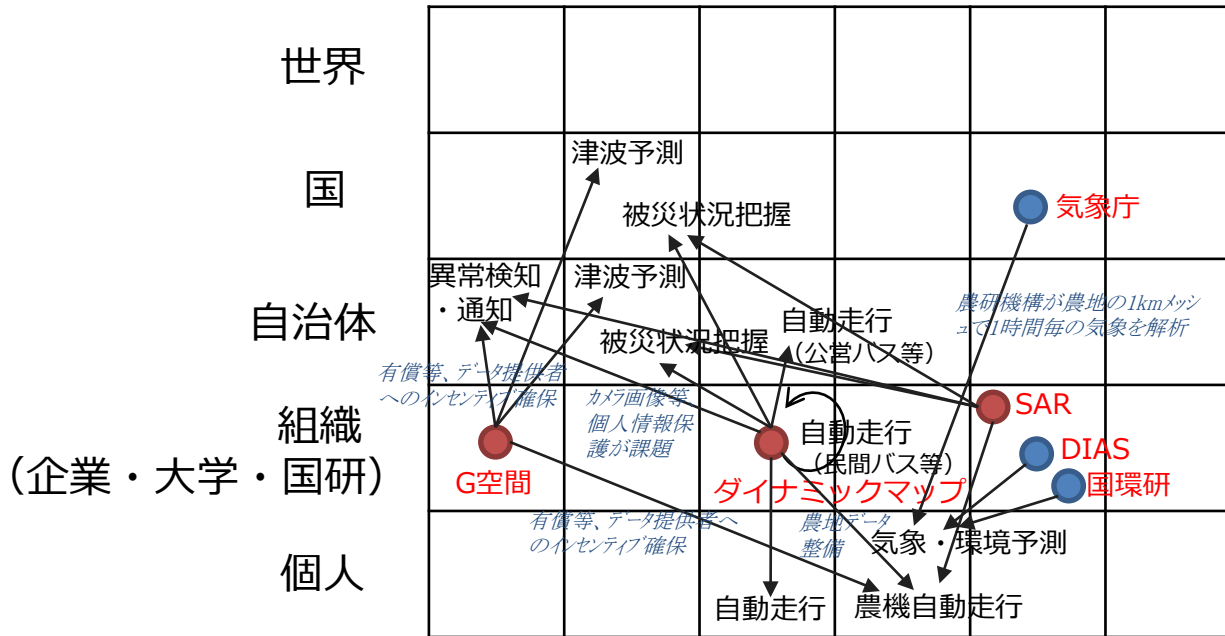 世界
国
津波予測
被災状況把握
気象庁
自治体
異常検知
・通知
津波予測
被災状況把握
自動走行
(公営バス等)
農研機構が農地の1kmメッシ
ュで1時間毎の気象を解析
有償等、データ提供者
へのインセンティブ確保
カメラ画像等
個人情報保
護が課題
組織
(企業・大学・国研)
G空間
自動走行
(民間バス等)
ダイナミックマップ
SAR
DIAS
国環研
個人
有償等、データ提供者へ
のインセンティブ確保
農地データ
整備
気象・環境予測
自動走行
農機自動走行